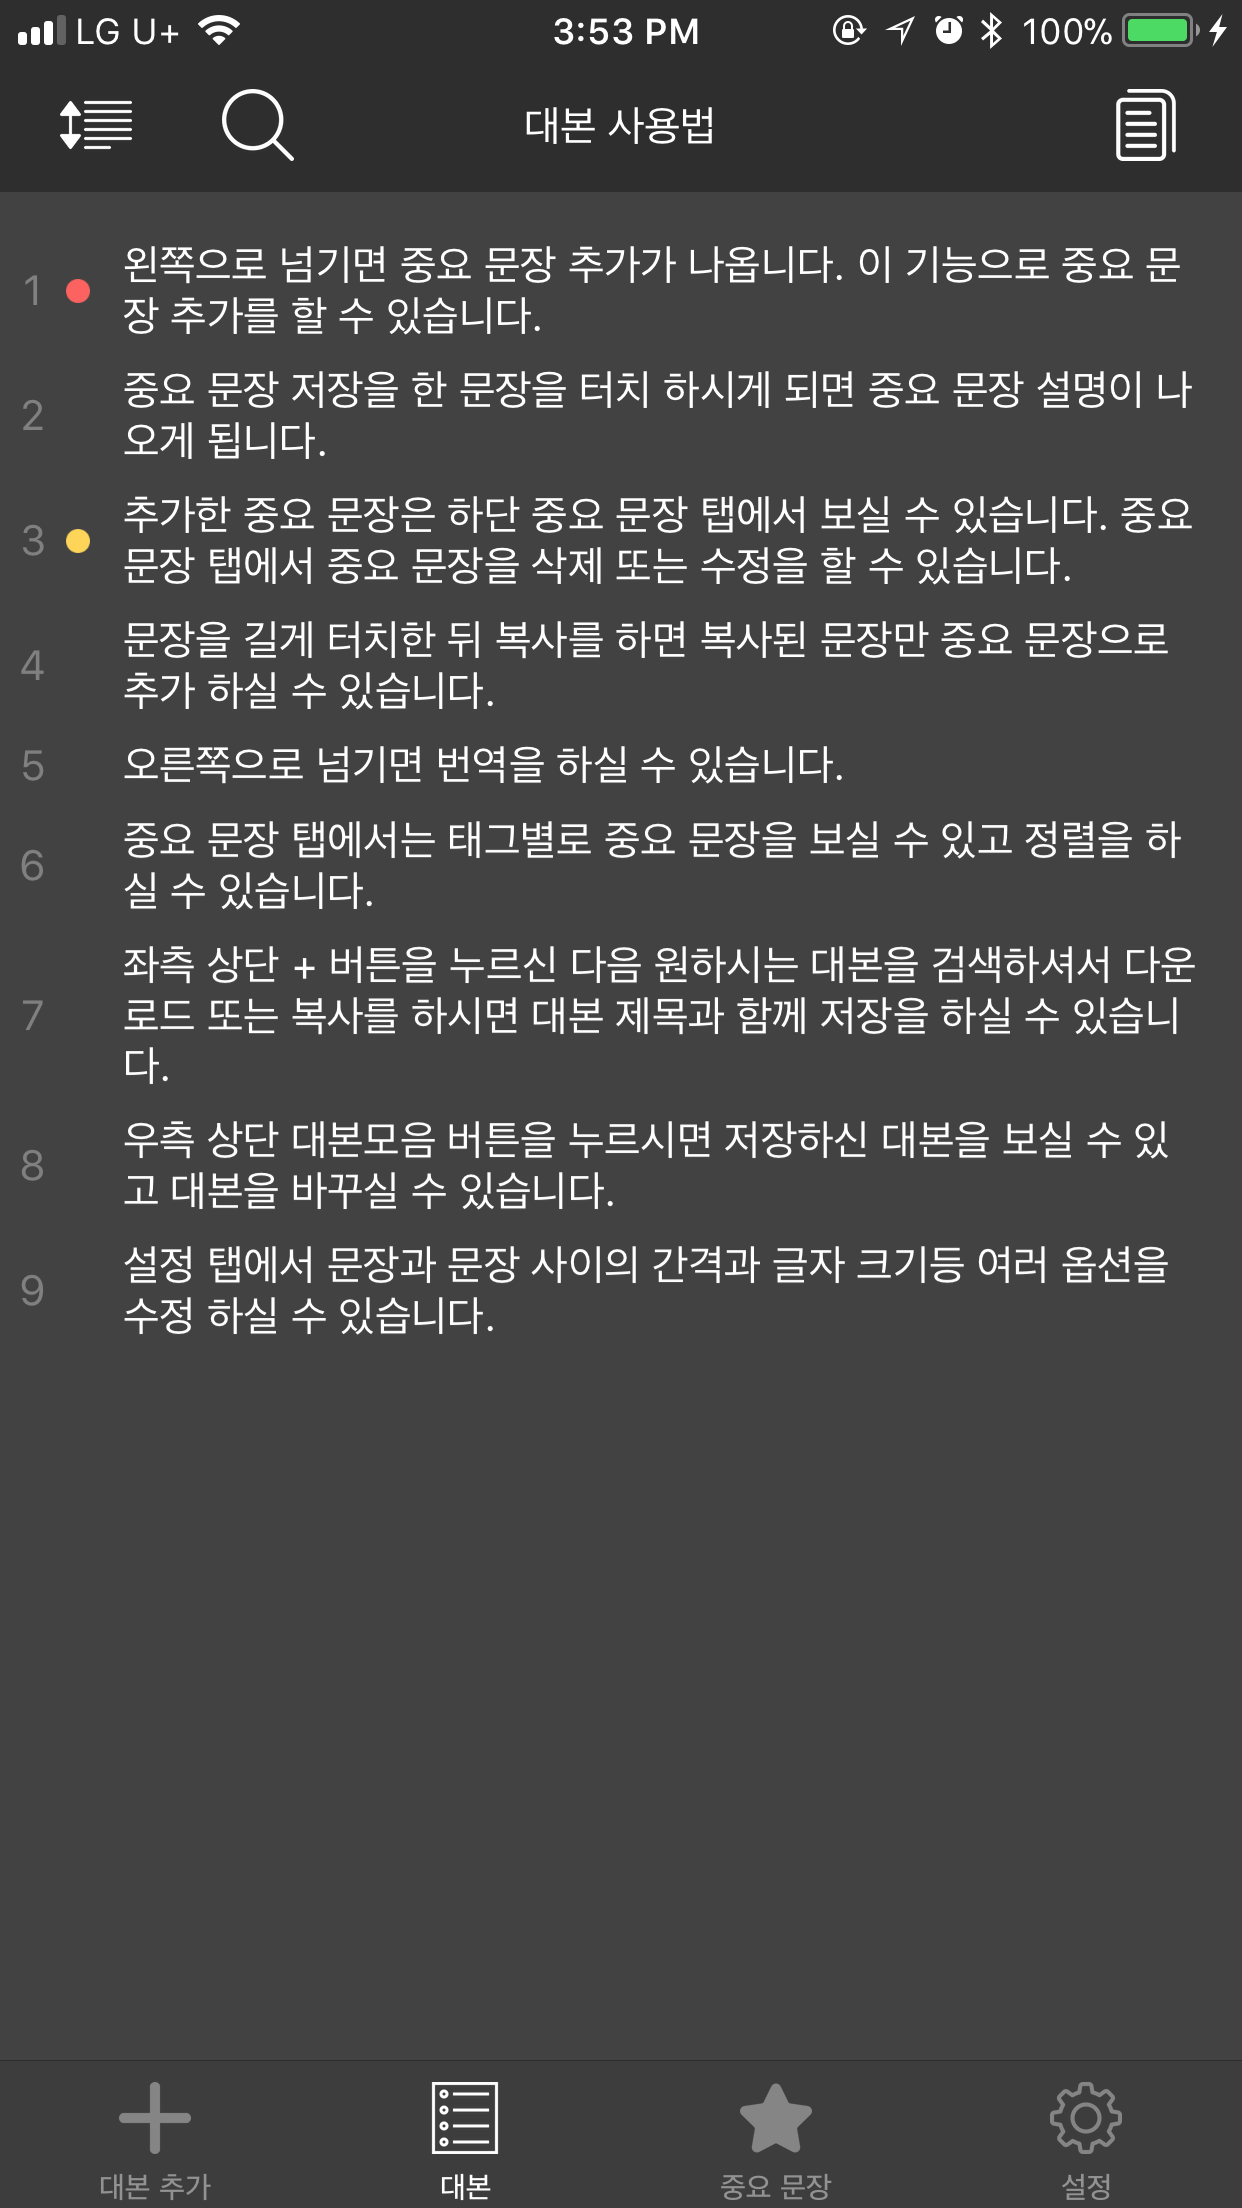 LG U+
3:53 PM
100%
대본 사용법
1
왼쪽으로 넘기면 중요 문장 추가가 나옵니다. 이 기능으로 중요 문
장 추가를 할 수 있습니다.
2
중요 문장 저장을 한 문장을 터치 하시게 되면 중요 문장 설명이 나
오게 됩니다.
3
추가한 중요 문장은 하단 중요 문장 탭에서 보실 수 있습니다. 중요
문장 탭에서 중요 문장을 삭제 또는 수정을 할 수 있습니다.
4
문장을 길게 터치한 뒤 복사를 하면 복사된 문장만 중요 문장으로
추가 하실 수 있습니다.
5
오른쪽으로 넘기면 번역을 하실 수 있습니다.
6
중요 문장 탭에서는 태그별로 중요 문장을 보실 수 있고 정렬을 하
실 수 있습니다.
7
좌측 상단 + 버튼을 누르신 다음 원하시는 대본을 검색하셔서 다운
로드 또는 복사를 하시면 대본 제목과 함께 저장을 하실 수 있습니
다.
8
우측 상단 대본모음 버튼을 누르시면 저장하신 대본을 보실 수 있
고 대본을 바꾸실 수 있습니다.
9
설정 탭에서 문장과 문장 사이의 간격과 글자 크기등 여러 옵션을
수정 하실 수 있습니다.
대본 추가
대본
중요 문장
설정